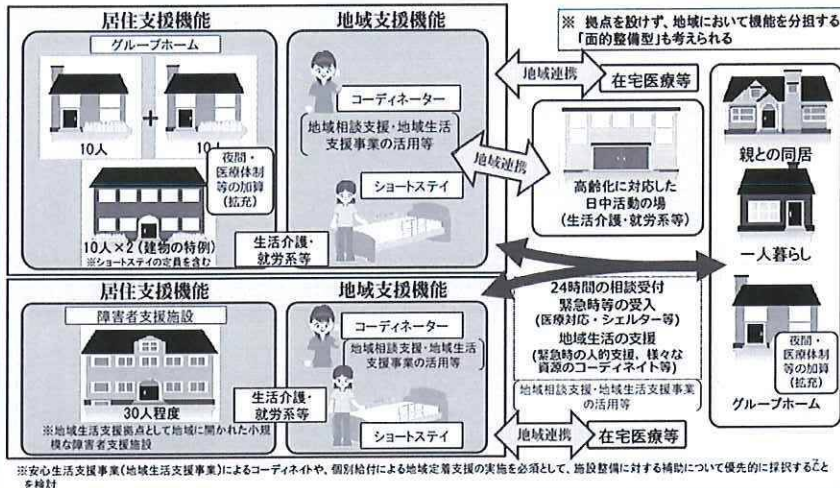 居住支援機能
地域支援機能
グループホーム
10人
+
10人
夜間・
医療体制
等の加算
(拡充)
10人×2(建物の特例)
※ショートステイの定員を含む
生活介護・
就労系等
コーディネーター
地域相談支援・地域生活
支援事業の活用等
ショートステイ
※ 拠点を設けず、地域において機能を分担する
「面的整備型」も考えられる
地域連携
在宅医療等
地域連携
高齢化に対応した
日中活動の場
(生活介護・就労系等)
親との同居
一人暮らし
夜間・
医療体制
等の加算
(拡充)
グループホーム
24時間の相談受付
緊急時等の受入
(医療対応・シェルター等)
地域生活の支援
(緊急時の人的支援、様々な
資源のコーディネイト等)
地域相談支援・地域生活支援事業
の活用等
居住支援機能
地域支援機能
障害者支援施設
30人程度
※地域生活支援拠点として地域に開かれた小規
模な障害者支援施設
生活介護・
就労系等
コーディネーター
地域相談支援・地域生活
支援事業の活用等
ショートステイ
地域連携
在宅医療等
※安心生活支援事業(地域生活支援事業)によるコーディネイトや、個別給付による地域定着支援の実施を必須として、施設整備に対する補助について優先的に採択すること
を検討